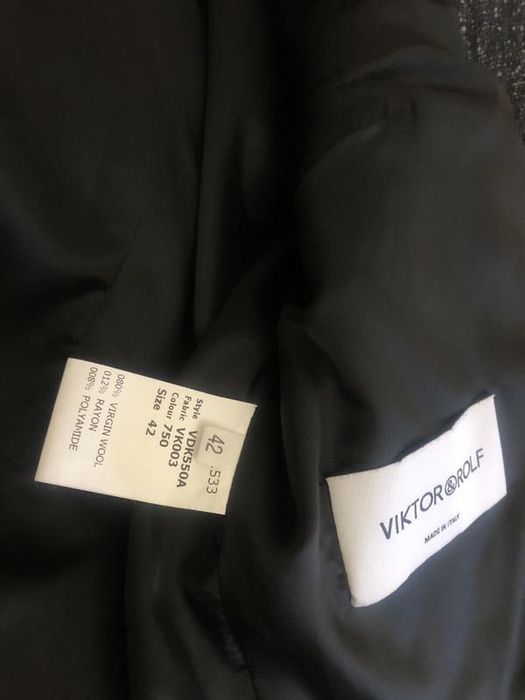 42 .533
Style VDK550A
Fabric VK003
Colour 750
Size 42
080% VIRGIN WOOL
012% RAYON
008% POLYAMIDE
VIKTOR&ROLF
MADE IN ITALY